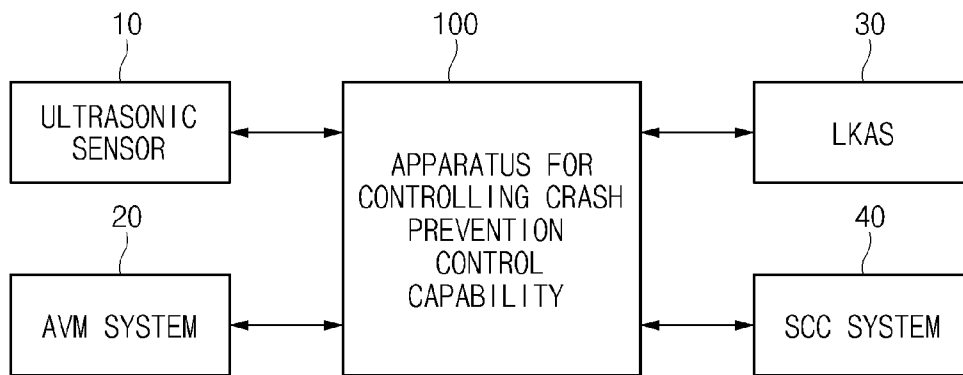 10
100
30
ULTRASONIC
SENSOR
APPARATUS FOR
CONTROLLING CRASH
PREVENTION
CONTROL
CAPABILITY
LKAS
20
40
AVM SYSTEM
SCC SYSTEM